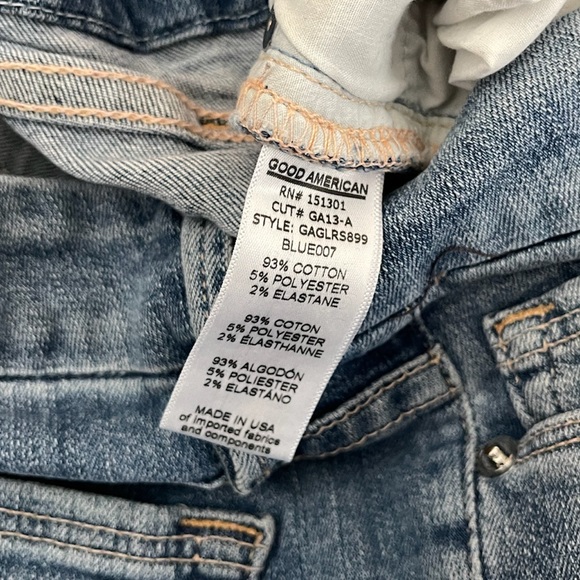 GOOD AMERICAN
RN# 151301
CUT# GA13-A
STYLE: GAGLRS899
BLUE007
93% COTTON
5% POLYESTER
2% ELASTANE
93% COTON
5% POLYESTER
2% ÉLASTHANNE
93% ALGODÓN
5% POLIESTER
2% ELASTANO
MADE IN USA
of imported fabrics
and components